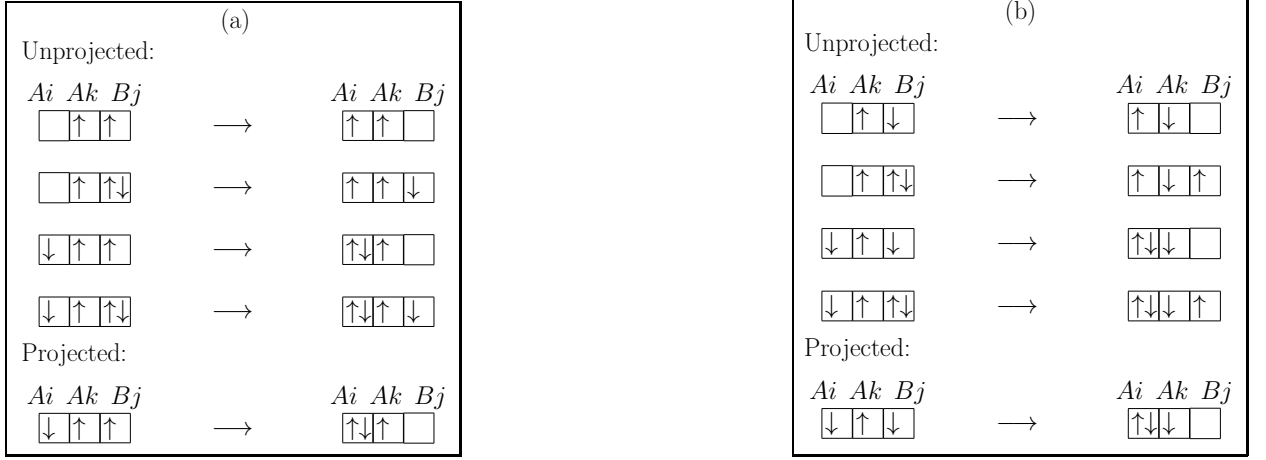 (a)
Unprojected:
Ai Ak Bj Ai Ak Bj
↑ ↑ ⟶ ↑ ↑
↑ ↑↓ ⟶ ↑ ↑ ↓
↓ ↑ ↑ ⟶ ↑↓ ↑
↓ ↑ ↑↓ ⟶ ↑↓ ↑ ↓
Projected:
Ai Ak Bj Ai Ak Bj
↓ ↑ ↑ ⟶ ↑↓ ↑
(b)
Unprojected:
Ai Ak Bj Ai Ak Bj
↑ ↓ ⟶ ↑ ↓
↑ ↑↓ ⟶ ↑ ↓ ↑
↓ ↑ ↓ ⟶ ↑↓ ↓
↓ ↑ ↑↓ ⟶ ↑↓ ↓ ↑
Projected:
Ai Ak Bj Ai Ak Bj
↓ ↑ ↓ ⟶ ↑↓ ↓